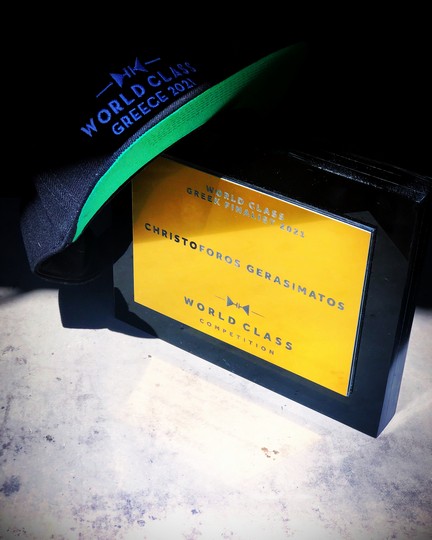 WORLD CLASS
GREECE 2021
WORLD CLASS
GREEK FINALIST 2021
CHRISTOFOROS GERASIMATOS
WORLD CLASS
COMPETITION